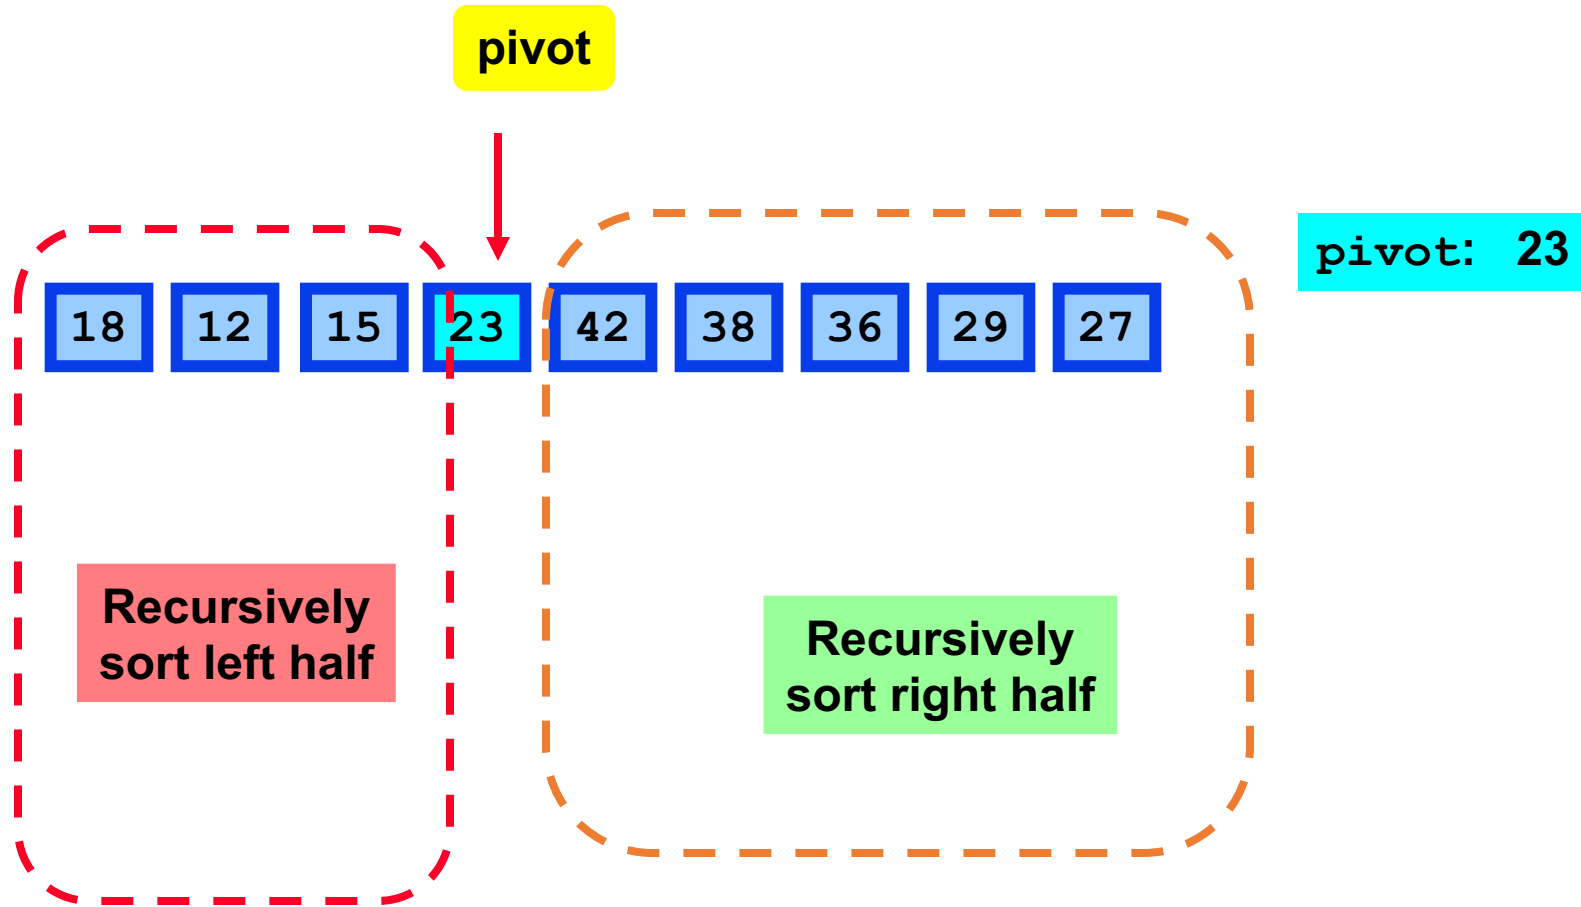 pivot
pivot: 23
18 12 15 23 42 38 36 29 27
Recursively
sort left half
Recursively
sort right half